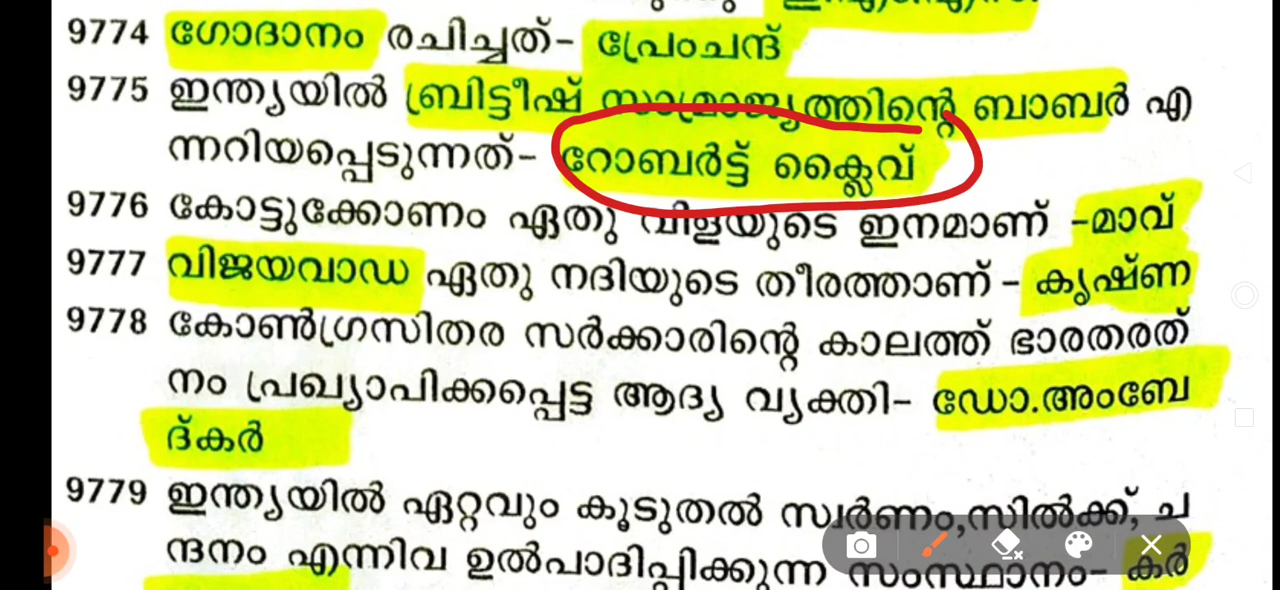 9774 ഗോദാനം രചിച്ചത്- പ്രേംചന്ദ്
9775 ഇന്ത്യയിൽ ബ്രിട്ടീഷ് സാമ്രാജ്യത്തിന്റെ ബാബർ എ
ന്നറിയപ്പെടുന്നത്- റോബർട്ട് ക്ലൈവ്
9776 കോട്ടുക്കോണം ഏതു വിളയുടെ ഇനമാണ് -മാവ്
9777 വിജയവാഡ ഏതു നദിയുടെ തീരത്താണ് - കൃഷ്ണ
9778 കോൺഗ്രസിതര സർക്കാരിന്റെ കാലത്ത് ഭാരതരത്
നം പ്രഖ്യാപിക്കപ്പെട്ട ആദ്യ വ്യക്തി- ഡോ.അംബേ
ദ്കർ
9779 ഇന്ത്യയിൽ ഏറ്റവും കൂടുതൽ സ്വർണം,സിൽക്ക്, ച
ന്ദനം എന്നിവ ഉൽപാദിപ്പിക്കുന്ന സംസ്ഥാനം- കർ